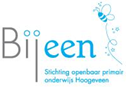 Bijeen
Stichting openbaar primair
onderwijs Hoogeveen